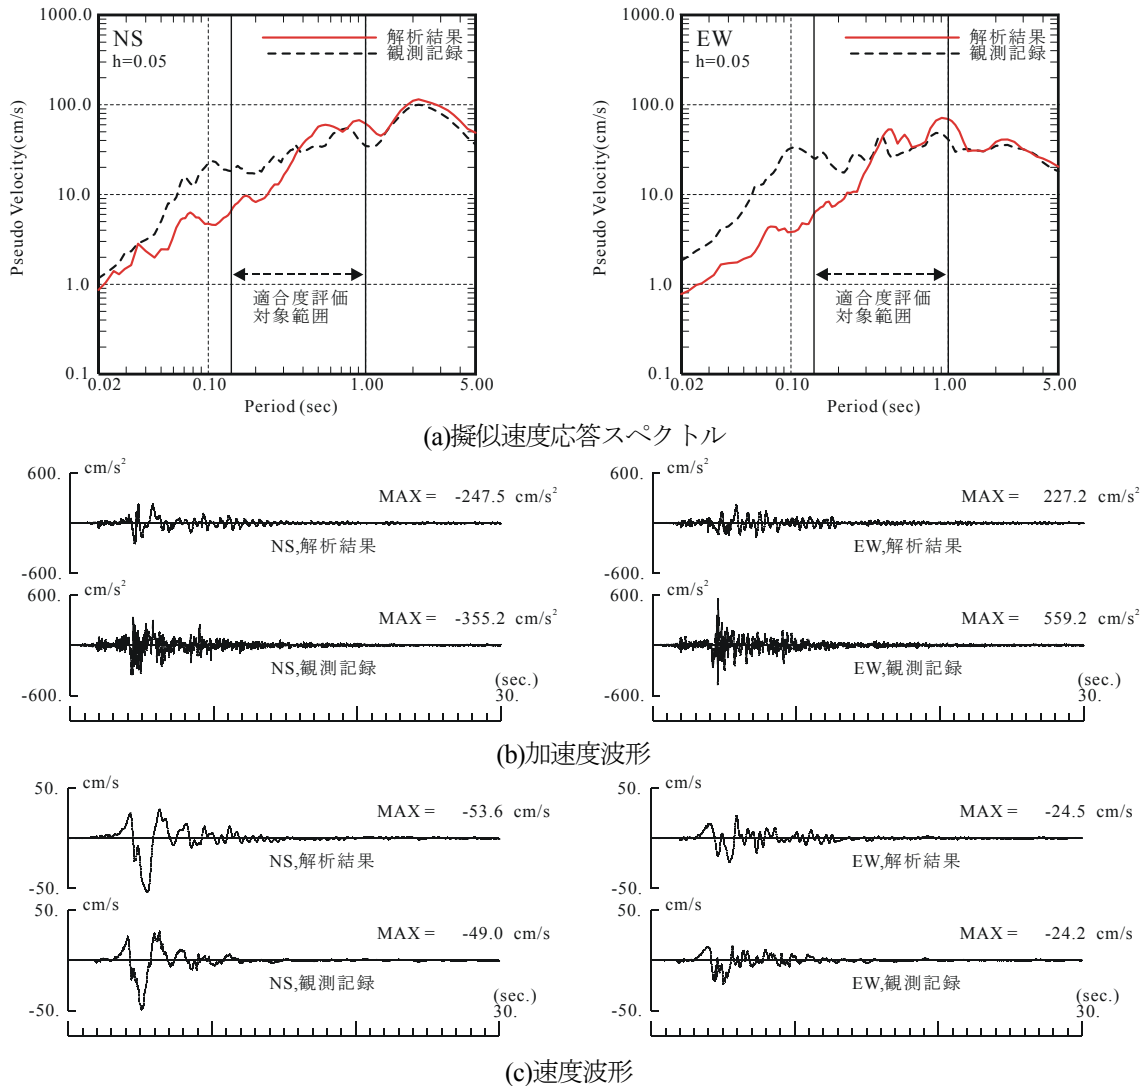 1000.0
100.0
10.0
1.0
0.1
NS
h=0.05
解析結果
観測記録
適合度評価
対象範囲
Pseudo Velocity(cm/s)
0.02 0.10 1.00 5.00
Period (sec)
1000.0
100.0
10.0
1.0
0.1
EW
h=0.05
解析結果
観測記録
適合度評価
対象範囲
Pseudo Velocity(cm/s)
0.02 0.10 1.00 5.00
Period (sec)
(a)擬似速度応答スペクトル
600. cm/s²
MAX = -247.5 cm/s²
NS,解析結果
-600.
600. cm/s²
MAX = 227.2 cm/s²
EW,解析結果
-600.
600. cm/s²
MAX = -355.2 cm/s²
NS,観測記録
-600.
(sec.)
30.
600. cm/s²
MAX = 559.2 cm/s²
EW,観測記録
-600.
(sec.)
30.
(b)加速度波形
50. cm/s
MAX = -53.6 cm/s
NS,解析結果
-50.
50. cm/s
MAX = -24.5 cm/s
EW,解析結果
-50.
50. cm/s
MAX = -49.0 cm/s
NS,観測記録
-50.
(sec.)
30.
50. cm/s
MAX = -24.2 cm/s
EW,観測記録
-50.
(sec.)
30.
(c)速度波形